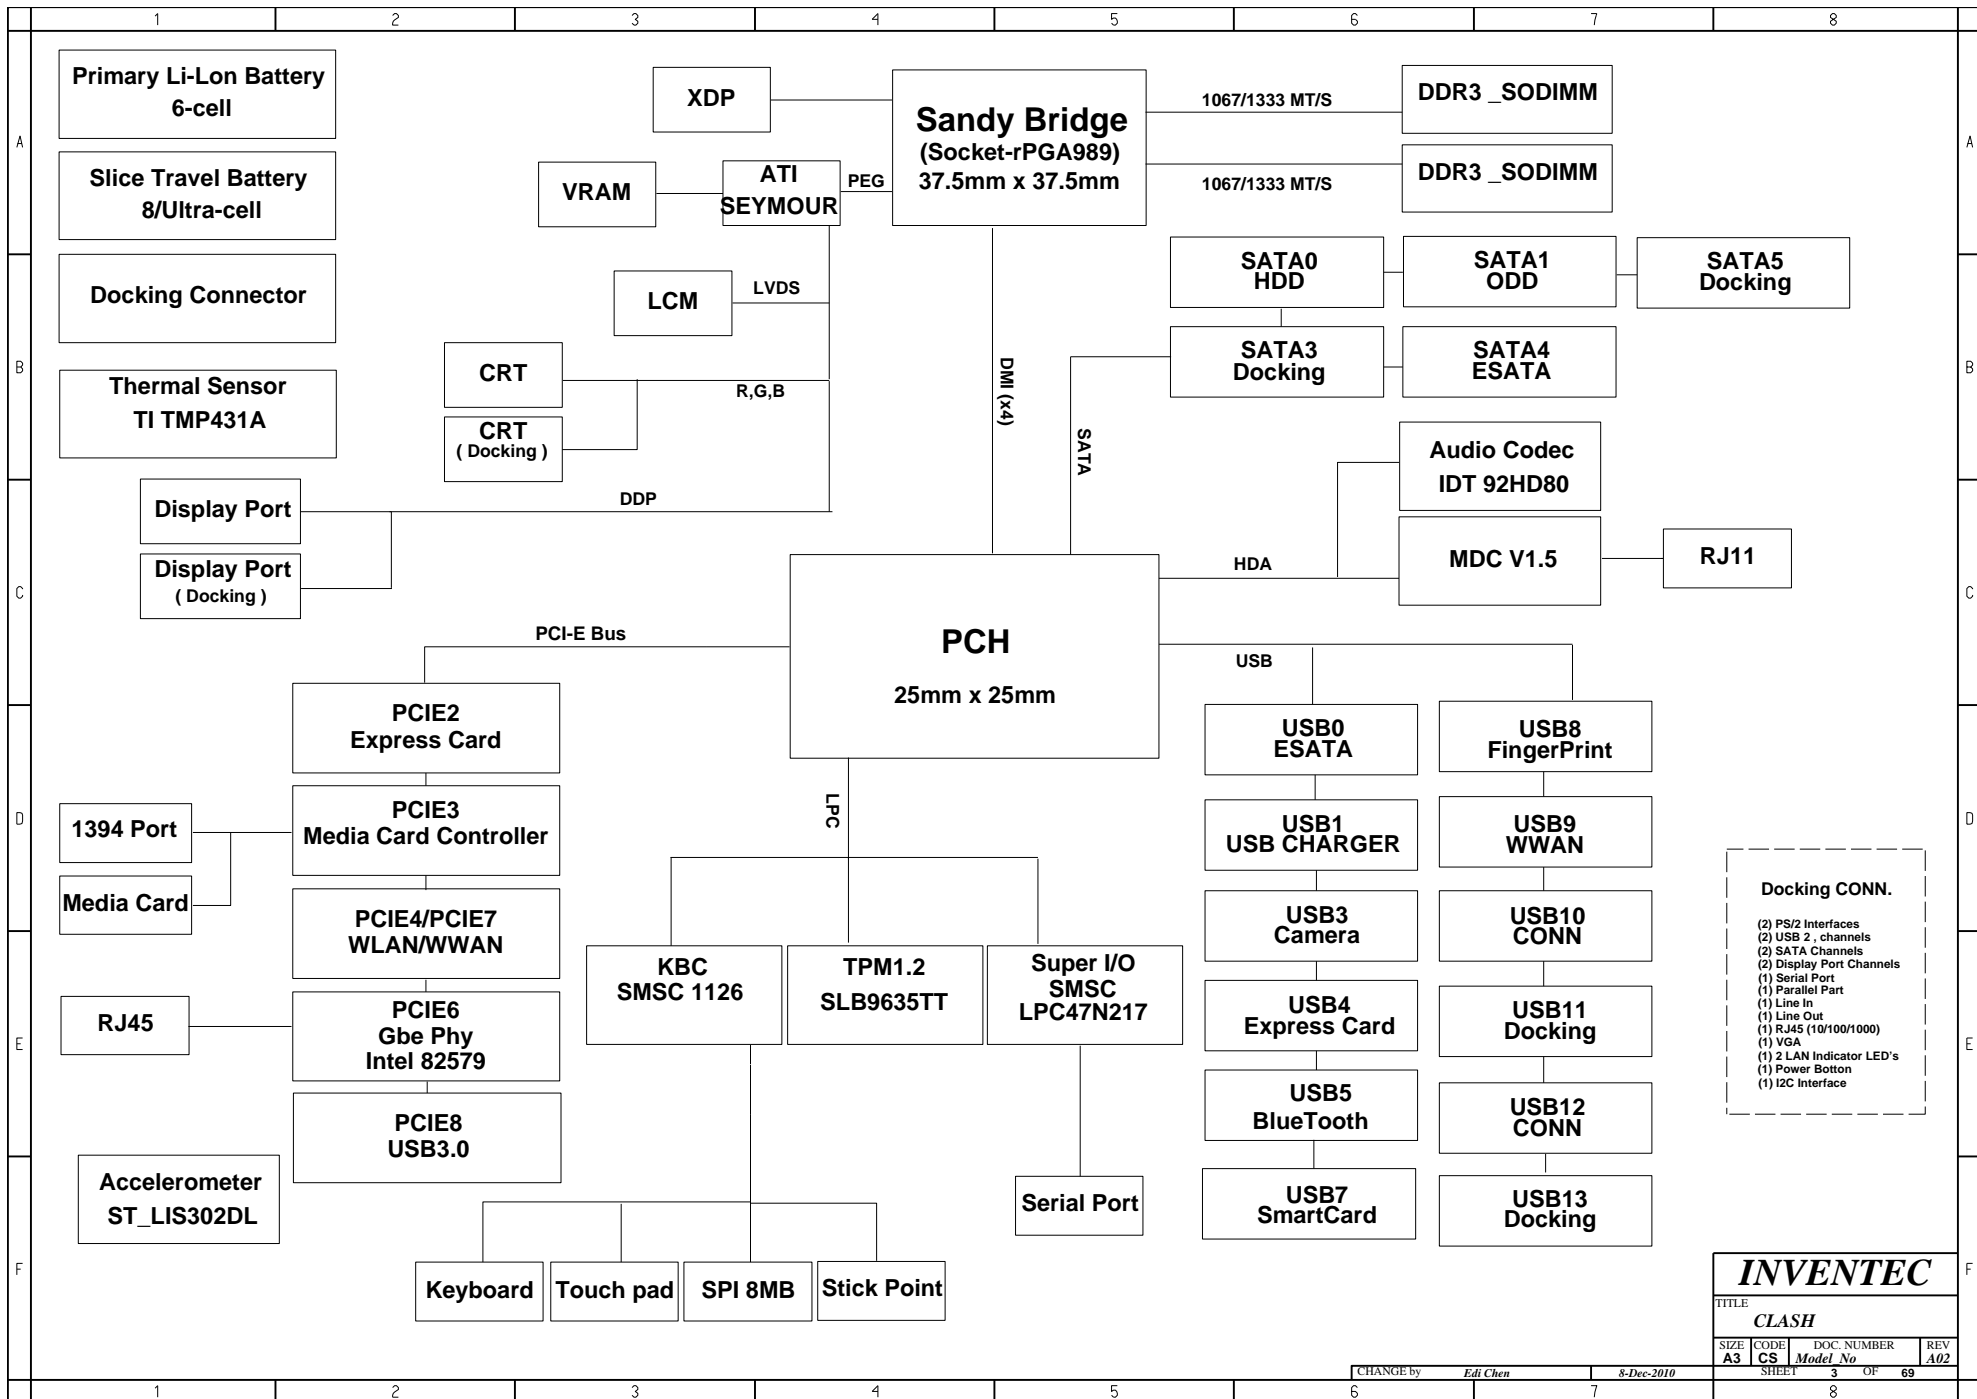 1 2 3 4 5 6 7 8
A
B
C
D
E
F
Primary Li-Lon Battery
6-cell
Slice Travel Battery
8/Ultra-cell
Docking Connector
Thermal Sensor
TI TMP431A
XDP
Sandy Bridge
(Socket-rPGA989)
37.5mm x 37.5mm
1067/1333 MT/S
DDR3 _SODIMM
1067/1333 MT/S
DDR3 _SODIMM
VRAM
ATI
SEYMOUR
PEG
LCM
LVDS
CRT
R,G,B
CRT
( Docking )
DDP
Display Port
Display Port
( Docking )
DMI (x4)
SATA
SATA0
HDD
SATA1
ODD
SATA5
Docking
SATA3
Docking
SATA4
ESATA
Audio Codec
IDT 92HD80
HDA
MDC V1.5
RJ11
PCH
25mm x 25mm
PCI-E Bus
USB
LPC
PCIE2
Express Card
PCIE3
Media Card Controller
1394 Port
Media Card
PCIE4/PCIE7
WLAN/WWAN
RJ45
PCIE6
Gbe Phy
Intel 82579
PCIE8
USB3.0
Accelerometer
ST_LIS302DL
KBC
SMSC 1126
TPM1.2
SLB9635TT
Super I/O
SMSC
LPC47N217
Keyboard
Touch pad
SPI 8MB
Stick Point
Serial Port
USB0
ESATA
USB1
USB CHARGER
USB3
Camera
USB4
Express Card
USB5
BlueTooth
USB7
SmartCard
USB8
FingerPrint
USB9
WWAN
USB10
CONN
USB11
Docking
USB12
CONN
USB13
Docking
Docking CONN.
(2) PS/2 Interfaces
(2) USB 2 , channels
(2) SATA Channels
(2) Display Port Channels
(1) Serial Port
(1) Parallel Part
(1) Line In
(1) Line Out
(1) RJ45 (10/100/1000)
(1) VGA
(1) 2 LAN Indicator LED's
(1) Power Botton
(1) I2C Interface
INVENTEC
TITLE
CLASH
SIZE CODE DOC. NUMBER REV
A3 CS Model_No A02
CHANGE by Edi Chen 8-Dec-2010 SHEET 3 OF 69
A
B
C
D
E
F
1 2 3 4 5 6 7 8